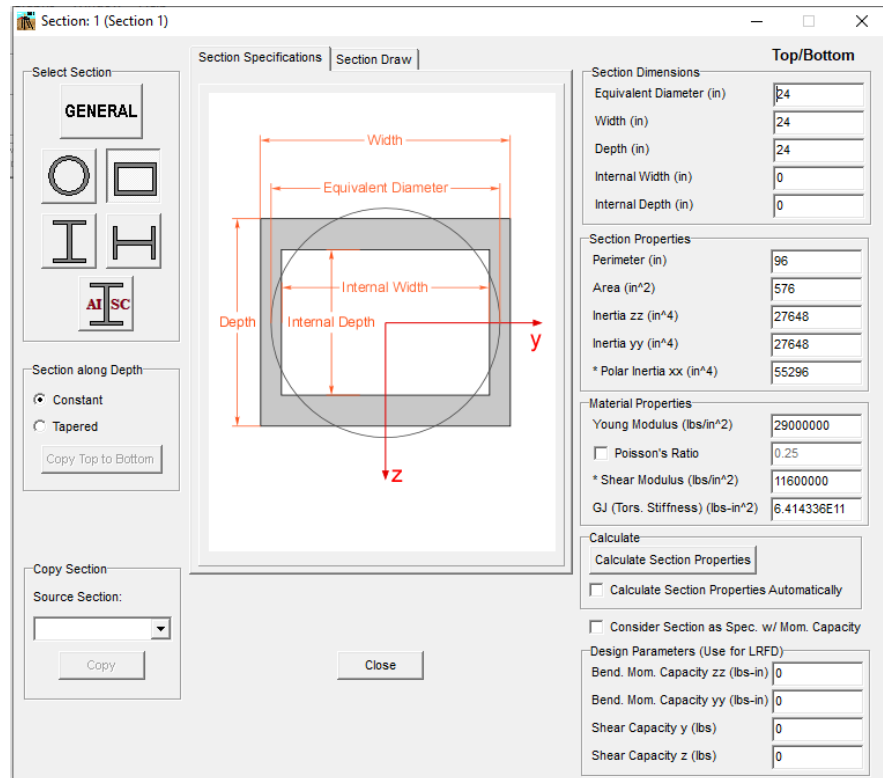 Section: 1 (Section 1)
Select Section
GENERAL
AISC
Section along Depth
Constant
Tapered
Copy Top to Bottom
Copy Section
Source Section:
Copy
Section Specifications
Section Draw
Width
Equivalent Diameter
Internal Width
Depth
Internal Depth
y
z
Close
Top/Bottom
Section Dimensions
Equivalent Diameter (in) 24
Width (in) 24
Depth (in) 24
Internal Width (in) 0
Internal Depth (in) 0
Section Properties
Perimeter (in) 96
Area (in^2) 576
Inertia zz (in^4) 27648
Inertia yy (in^4) 27648
* Polar Inertia xx (in^4) 55296
Material Properties
Young Modulus (lbs/in^2) 29000000
Poisson's Ratio 0.25
* Shear Modulus (lbs/in^2) 11600000
GJ (Tors. Stiffness) (lbs-in^2) 6.414336E11
Calculate
Calculate Section Properties
Calculate Section Properties Automatically
Consider Section as Spec. w/ Mom. Capacity
Design Parameters (Use for LRFD)
Bend. Mom. Capacity zz (lbs-in) 0
Bend. Mom. Capacity yy (lbs-in) 0
Shear Capacity y (lbs) 0
Shear Capacity z (lbs) 0